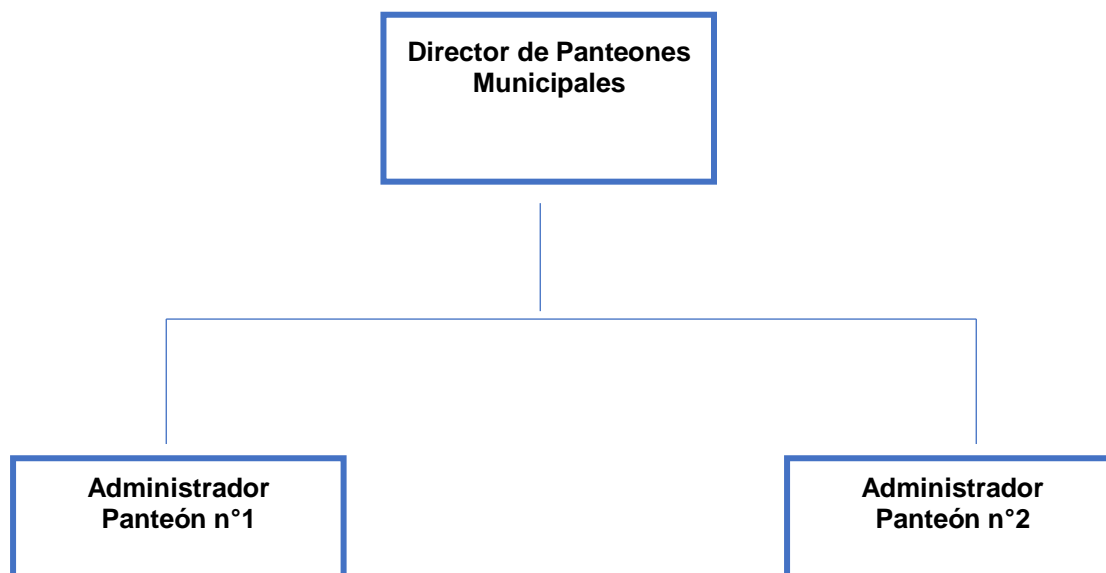 Director de Panteones
Municipales
Administrador
Panteón n°1
Administrador
Panteón n°2